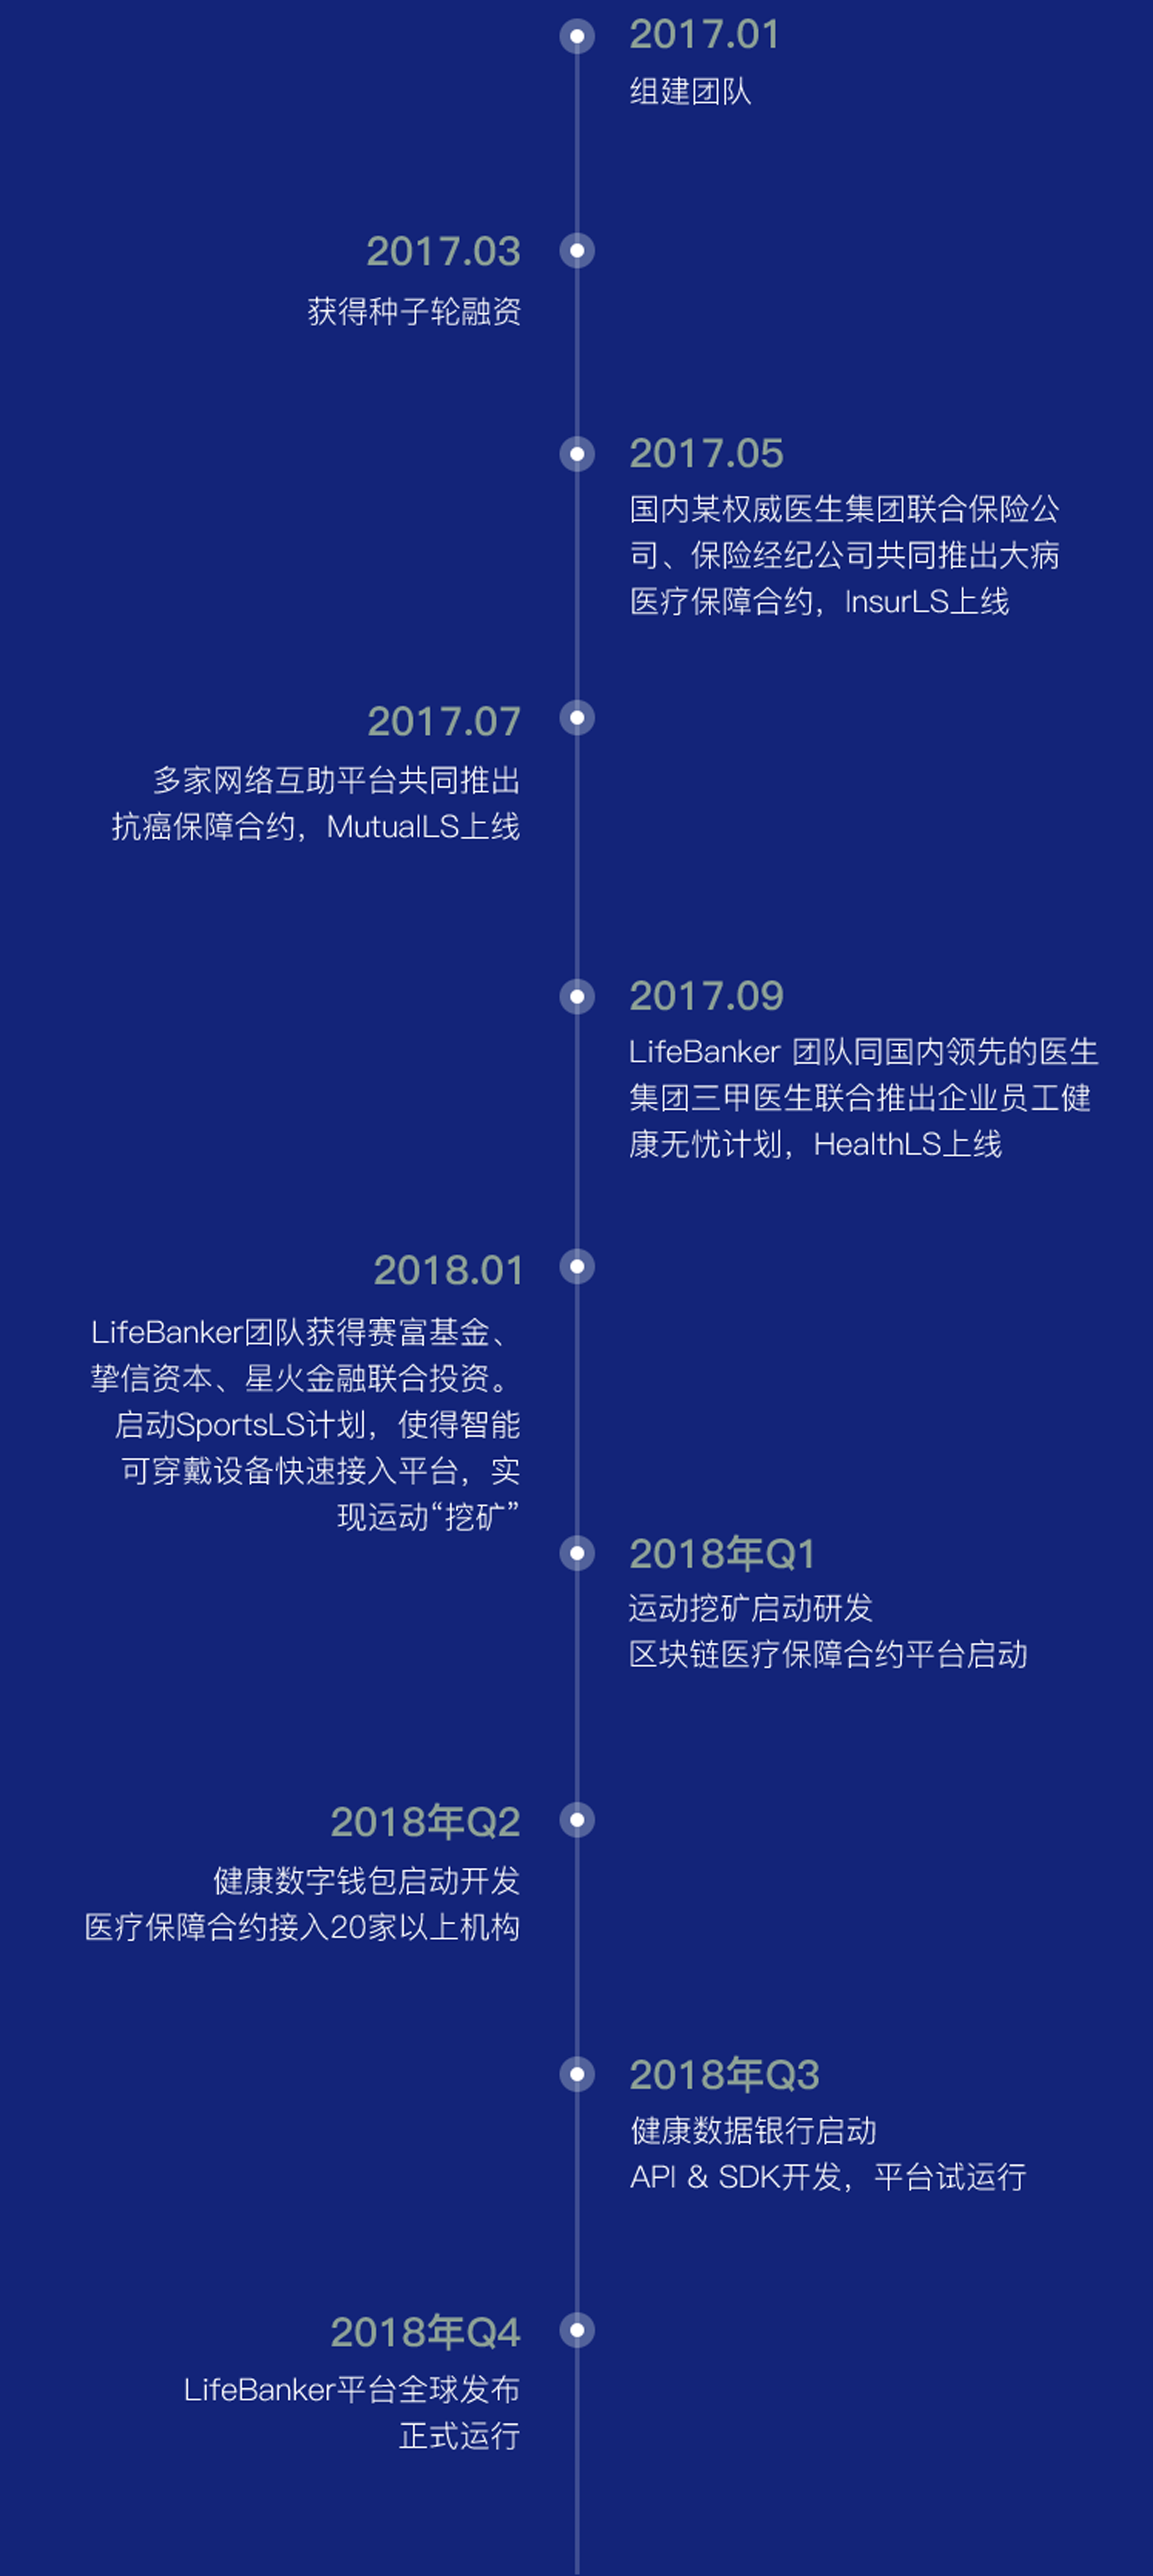 2017.01
组建团队
2017.03
获得种子轮融资
2017.05
国内某权威医生集团联合保险公
司、保险经纪公司共同推出大病
医疗保障合约，InsurLS上线
2017.07
多家网络互助平台共同推出
抗癌保障合约，MutualLS上线
2017.09
LifeBanker 团队同国内领先的医生
集团三甲医生联合推出企业员工健
康无忧计划，HealthLS上线
2018.01
LifeBanker团队获得赛富基金、
挚信资本、星火金融联合投资。
启动SportsLS计划，使得智能
可穿戴设备快速接入平台，实
现运动“挖矿”
2018年Q1
运动挖矿启动研发
区块链医疗保障合约平台启动
2018年Q2
健康数字钱包启动开发
医疗保障合约接入20家以上机构
2018年Q3
健康数据银行启动
API & SDK开发，平台试运行
2018年Q4
LifeBanker平台全球发布
正式运行